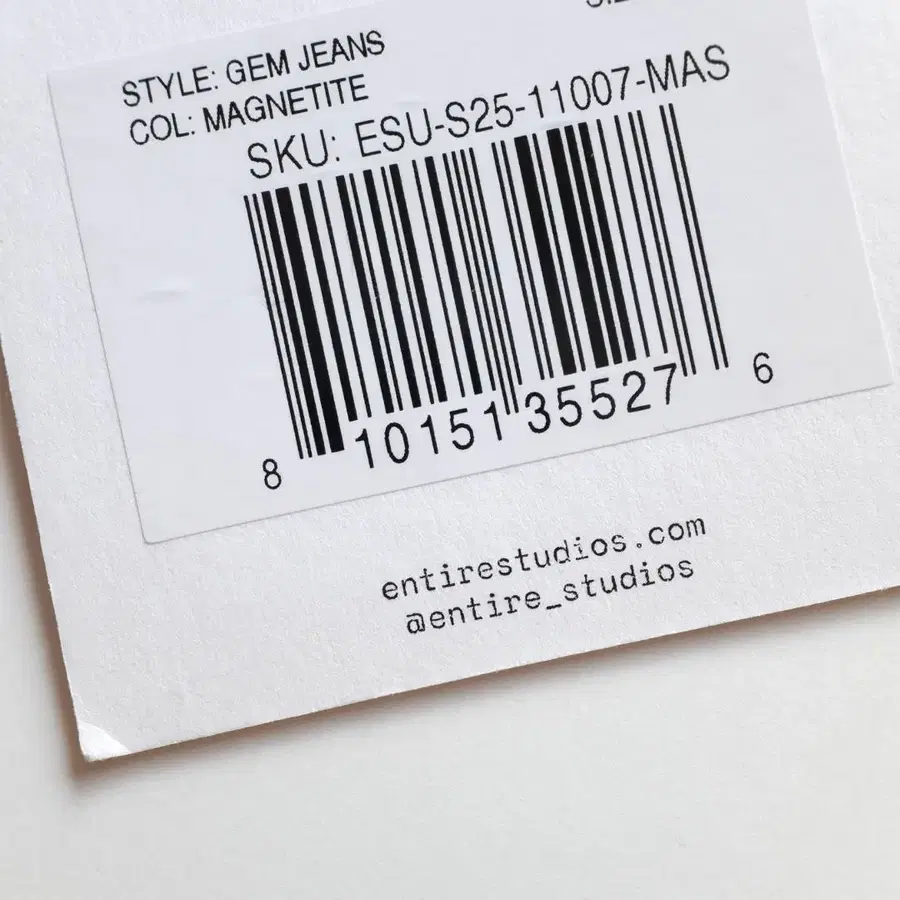 STYLE: GEM JEANS
COL: MAGNETITE
SKU: ESU-S25-11007-MAS
8 10151 35527 6
entirestudios.com
@entire_studios